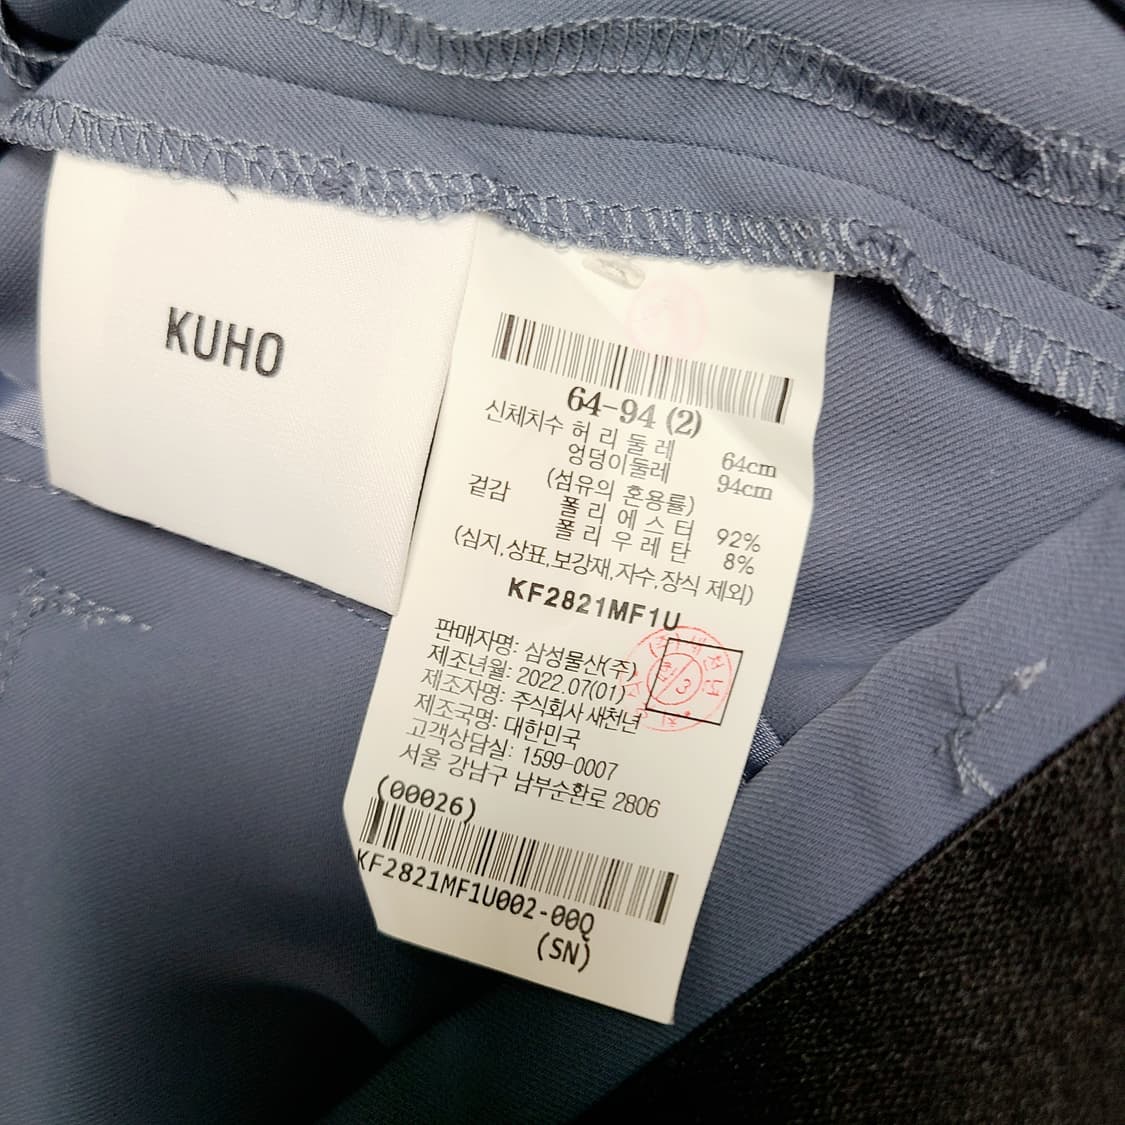 KUHO
64-94 (2)
신체치수 허 리 둘 레 64cm
엉덩이둘레 94cm
(섬유의 혼용률)
겉감 폴 리 에 스 터 92%
폴 리 우 레 탄 8%
(심지,상표,보강재,자수,장식 제외)
KF2821MF1U
판매자명: 삼성물산(주)
제조년월: 2022.07(01)
제조자명: 주식회사 새천년
제조국명: 대한민국
고객상담실: 1599-0007
서울 강남구 남부순환로 2806
(00026)
KF2821MF1U002-00Q
(SN)